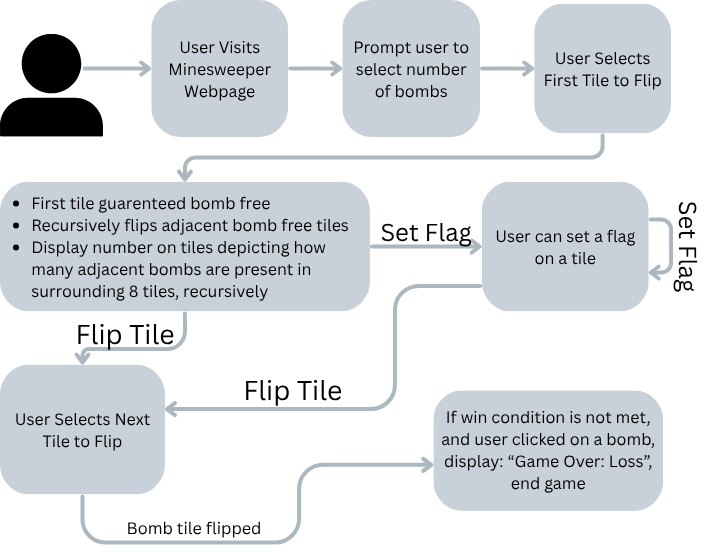 User Visits
Minesweeper
Webpage
Prompt user to
select number
of bombs
User Selects
First Tile to Flip
• First tile guarenteed bomb free
• Recursively flips adjacent bomb free tiles
• Display number on tiles depicting how
many adjacent bombs are present in
surrounding 8 tiles, recursively
Set Flag
User can set a flag
on a tile
Set Flag
Flip Tile
Flip Tile
User Selects Next
Tile to Flip
If win condition is not met,
and user clicked on a bomb,
display: “Game Over: Loss”,
end game
Bomb tile flipped